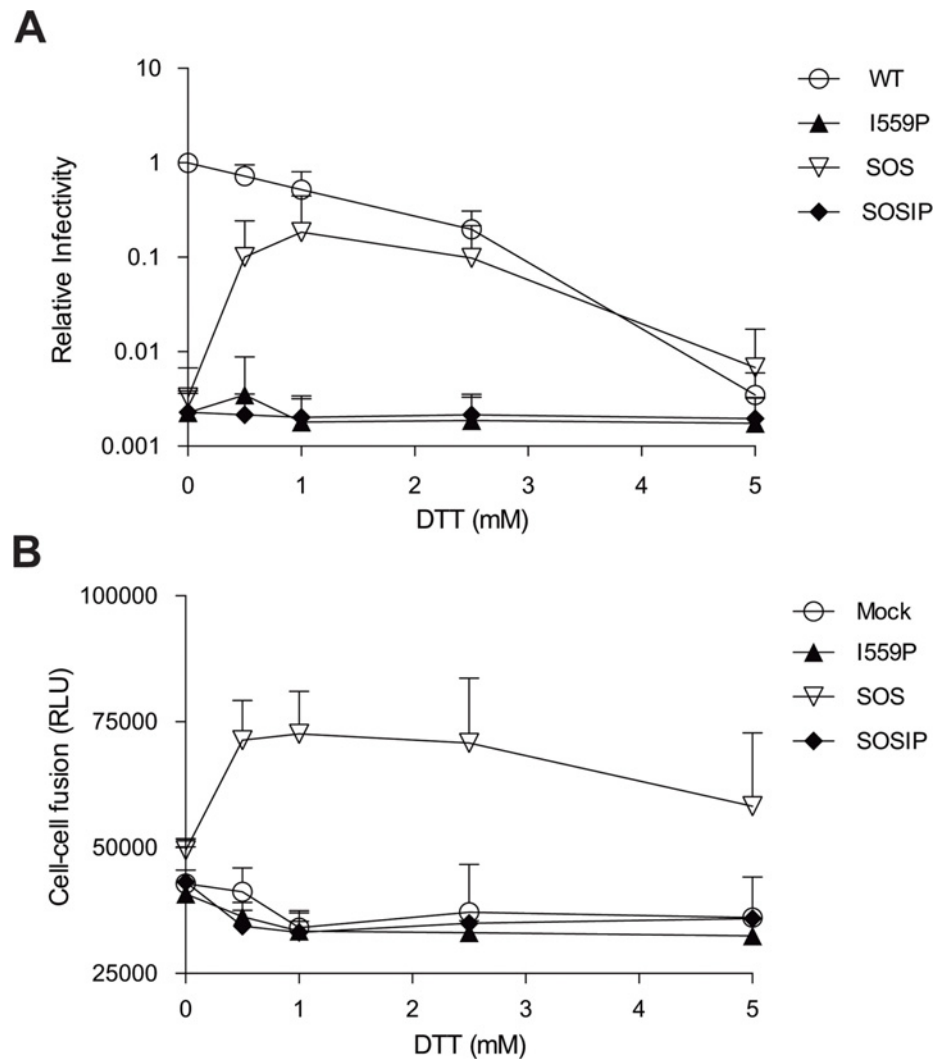 A
Relative Infectivity
10
1
0.1
0.01
0.001
0 1 2 3 4 5
DTT (mM)
WT
I559P
SOS
SOSIP
B
Cell-cell fusion (RLU)
100000
75000
50000
25000
0 1 2 3 4 5
DTT (mM)
Mock
I559P
SOS
SOSIP